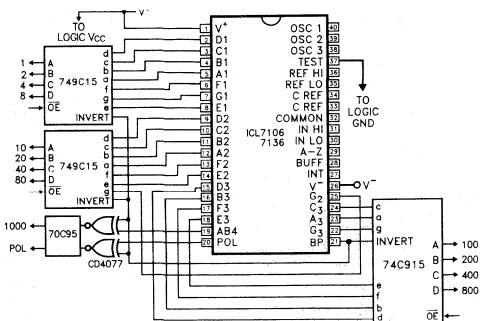 V+
TO
LOGIC VCC
1
2
4
8
A
B
C
D
OE
749C15
d
c
b
a
f
g
e
INVERT
10
20
40
80
A
B
C
D
OE
749C15
d
c
b
a
f
e
g
INVERT
1000
POL
70C95
CD4077
1 V+
2 D1
3 C1
4 B1
5 A1
6 F1
7 G1
8 E1
9 D2
10 C2
11 B2
12 A2
13 F2
14 E2
15 D3
16 B3
17 F3
18 E3
19 AB4
20 POL
ICL7106
7136
OSC 1 40
OSC 2 39
OSC 3 38
TEST 37
REF HI 36
REF LO 35
C REF 34
C REF 33
COMMON 32
IN HI 31
IN LO 30
A-Z 29
BUFF 28
INT 27
V- 26
G2 25
C3 24
A3 23
G3 22
BP 21
TO
LOGIC
GND
V-
c
a
g
INVERT
e
f
b
d
74C915
A 100
B 200
C 400
D 800
OE